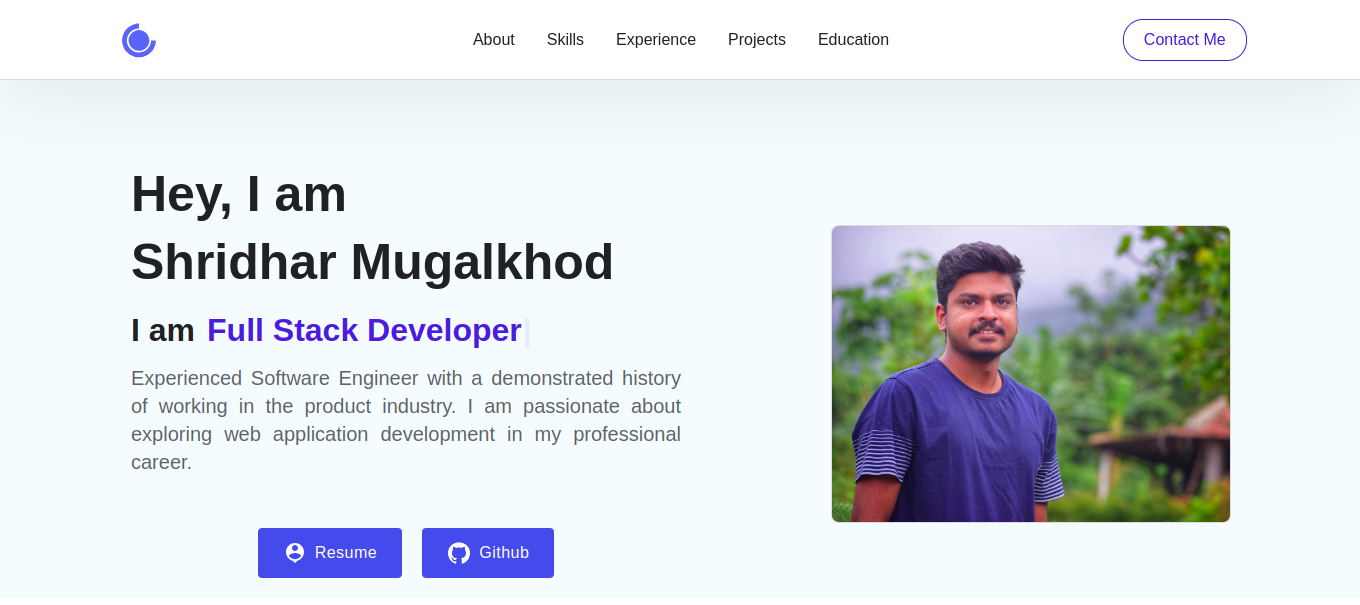 About Skills Experience Projects Education Contact Me
Hey, I am
Shridhar Mugalkhod
I am Full Stack Developer|
Experienced Software Engineer with a demonstrated history
of working in the product industry. I am passionate about
exploring web application development in my professional
career.
Resume Github